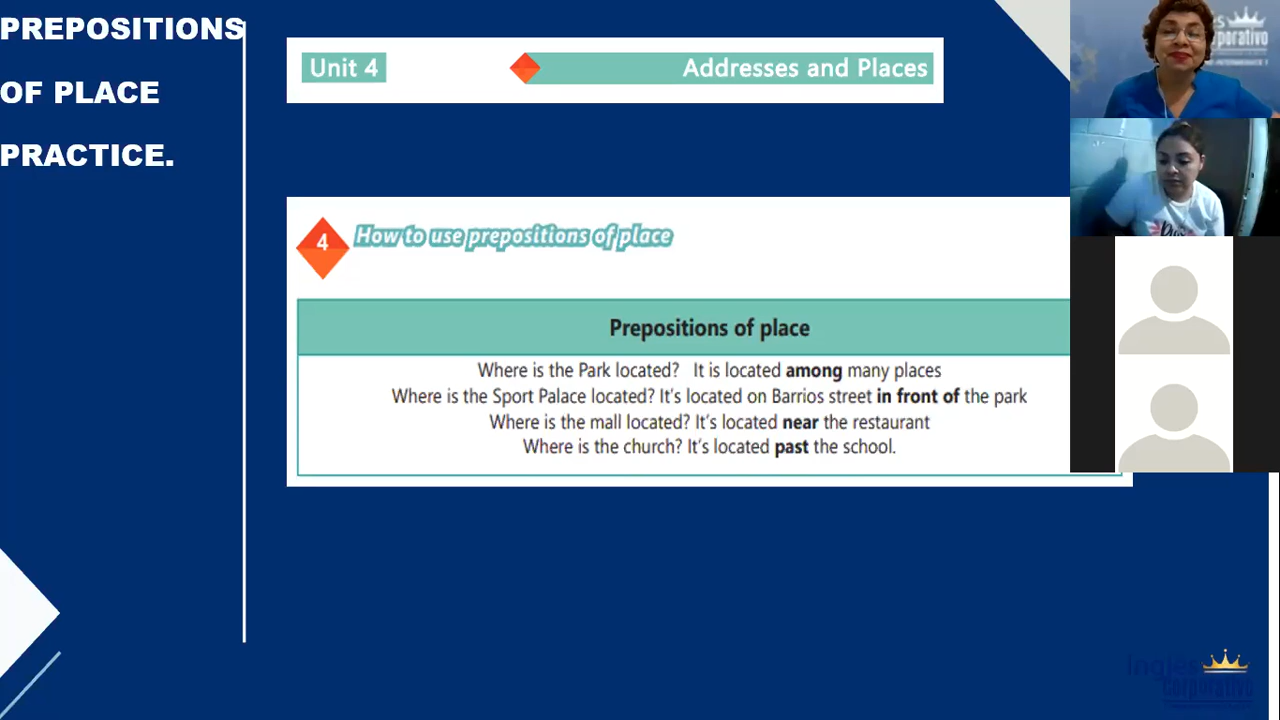 PREPOSITIONS
OF PLACE
PRACTICE.
Unit 4
Addresses and Places
4
How to use prepositions of place
Prepositions of place
Where is the Park located? It is located among many places
Where is the Sport Palace located? It's located on Barrios street in front of the park
Where is the mall located? It's located near the restaurant
Where is the church? It's located past the school.
Ingles
Corporativo